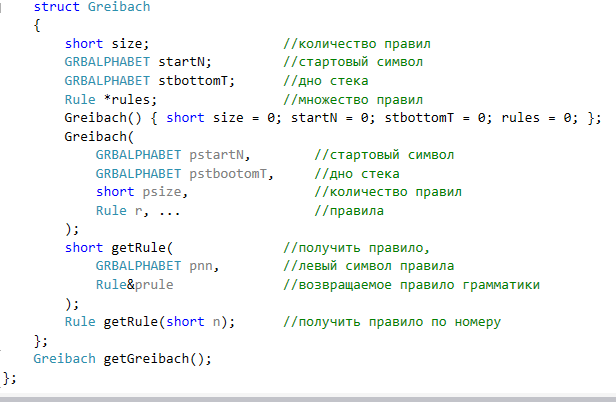 struct Greibach
{
short size; //количество правил
GRBALPHABET startN; //стартовый символ
GRBALPHABET stbottomT; //дно стека
Rule *rules; //множество правил
Greibach() { short size = 0; startN = 0; stbottomT = 0; rules = 0; };
Greibach(
GRBALPHABET pstartN, //стартовый символ
GRBALPHABET pstbootomT, //дно стека
short psize, //количество правил
Rule r, ... //правила
);
short getRule( //получить правило,
GRBALPHABET pnn, //левый символ правила
Rule&prule //возвращаемое правило грамматики
);
Rule getRule(short n); //получить правило по номеру
};
Greibach getGreibach();
};